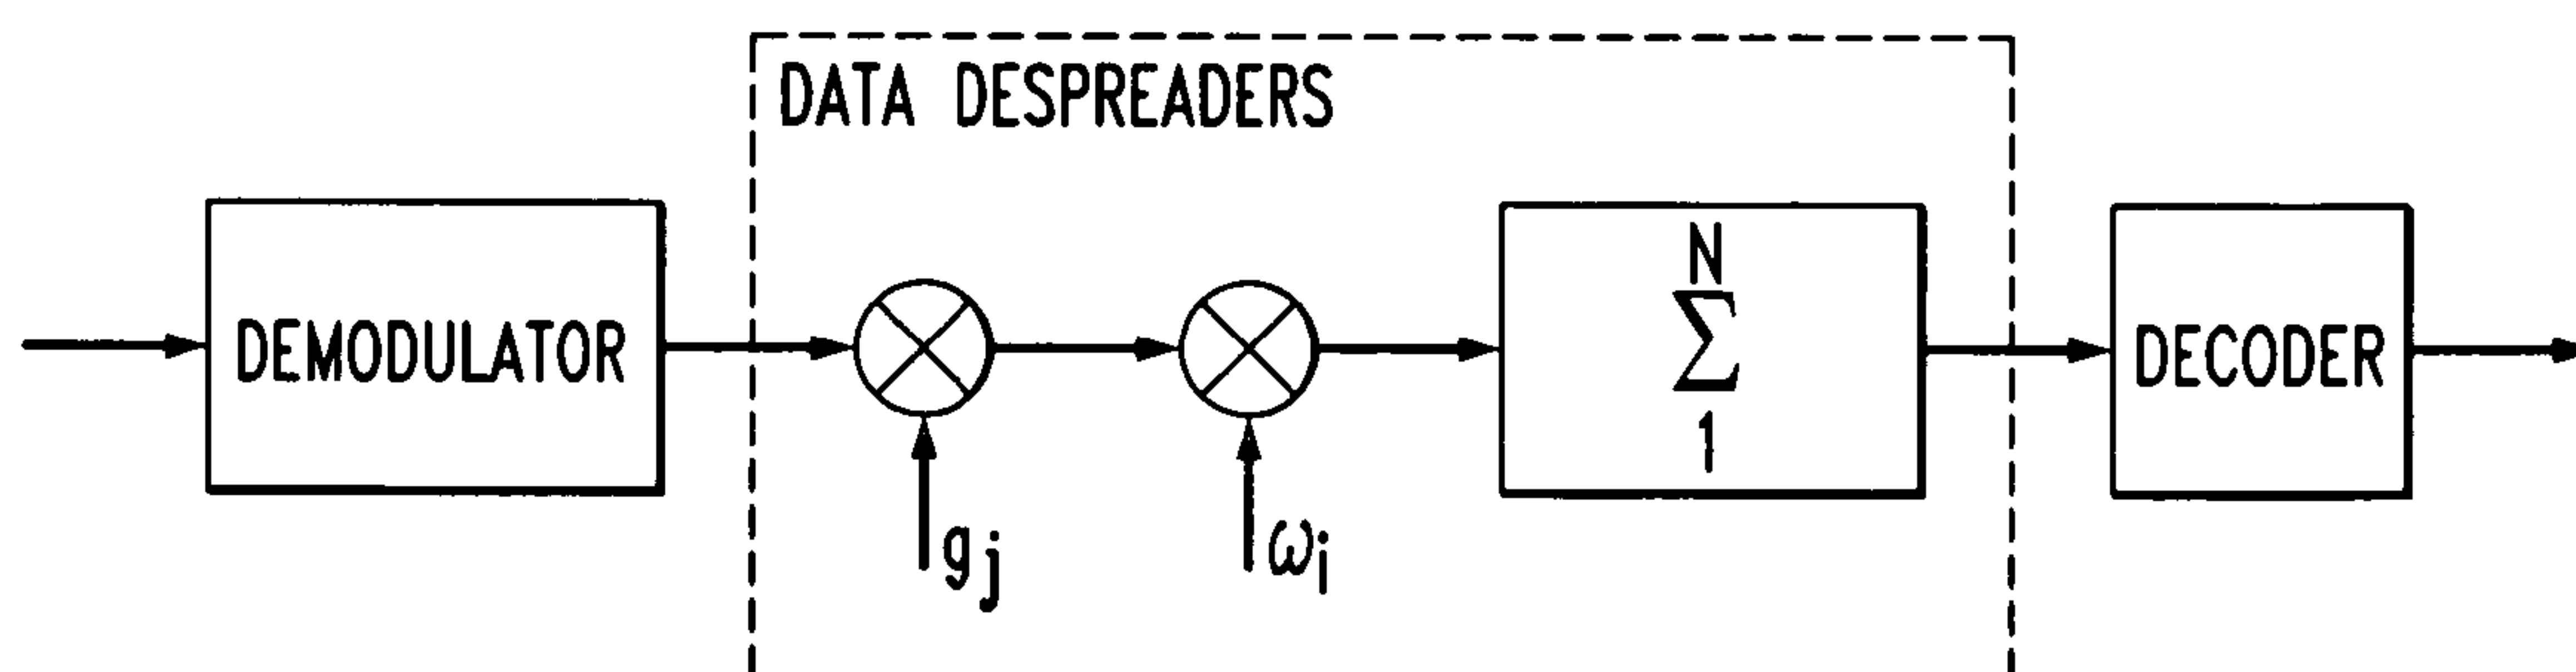 DATA DESPREADERS
DEMODULATOR
N
Σ
1
DECODER
gj
ωi